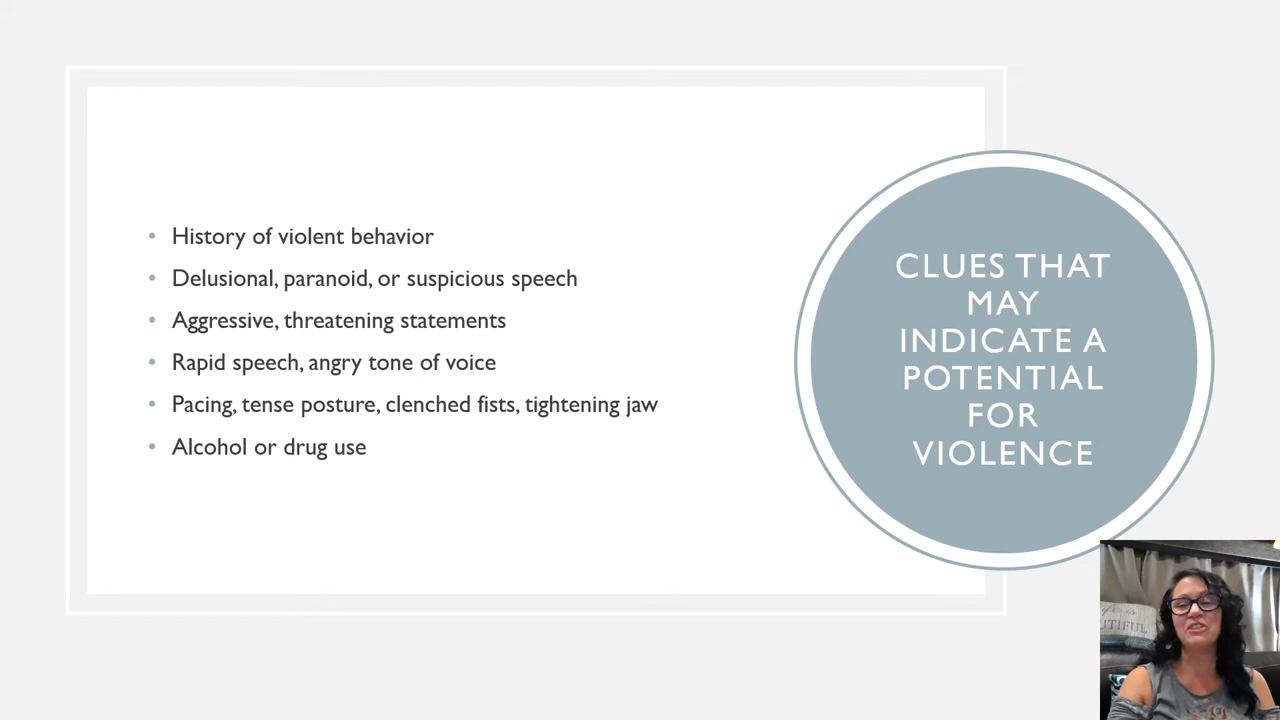 History of violent behavior
Delusional, paranoid, or suspicious speech
Aggressive, threatening statements
Rapid speech, angry tone of voice
Pacing, tense posture, clenched fists, tightening jaw
Alcohol or drug use
CLUES THAT
MAY
INDICATE A
POTENTIAL
FOR
VIOLENCE